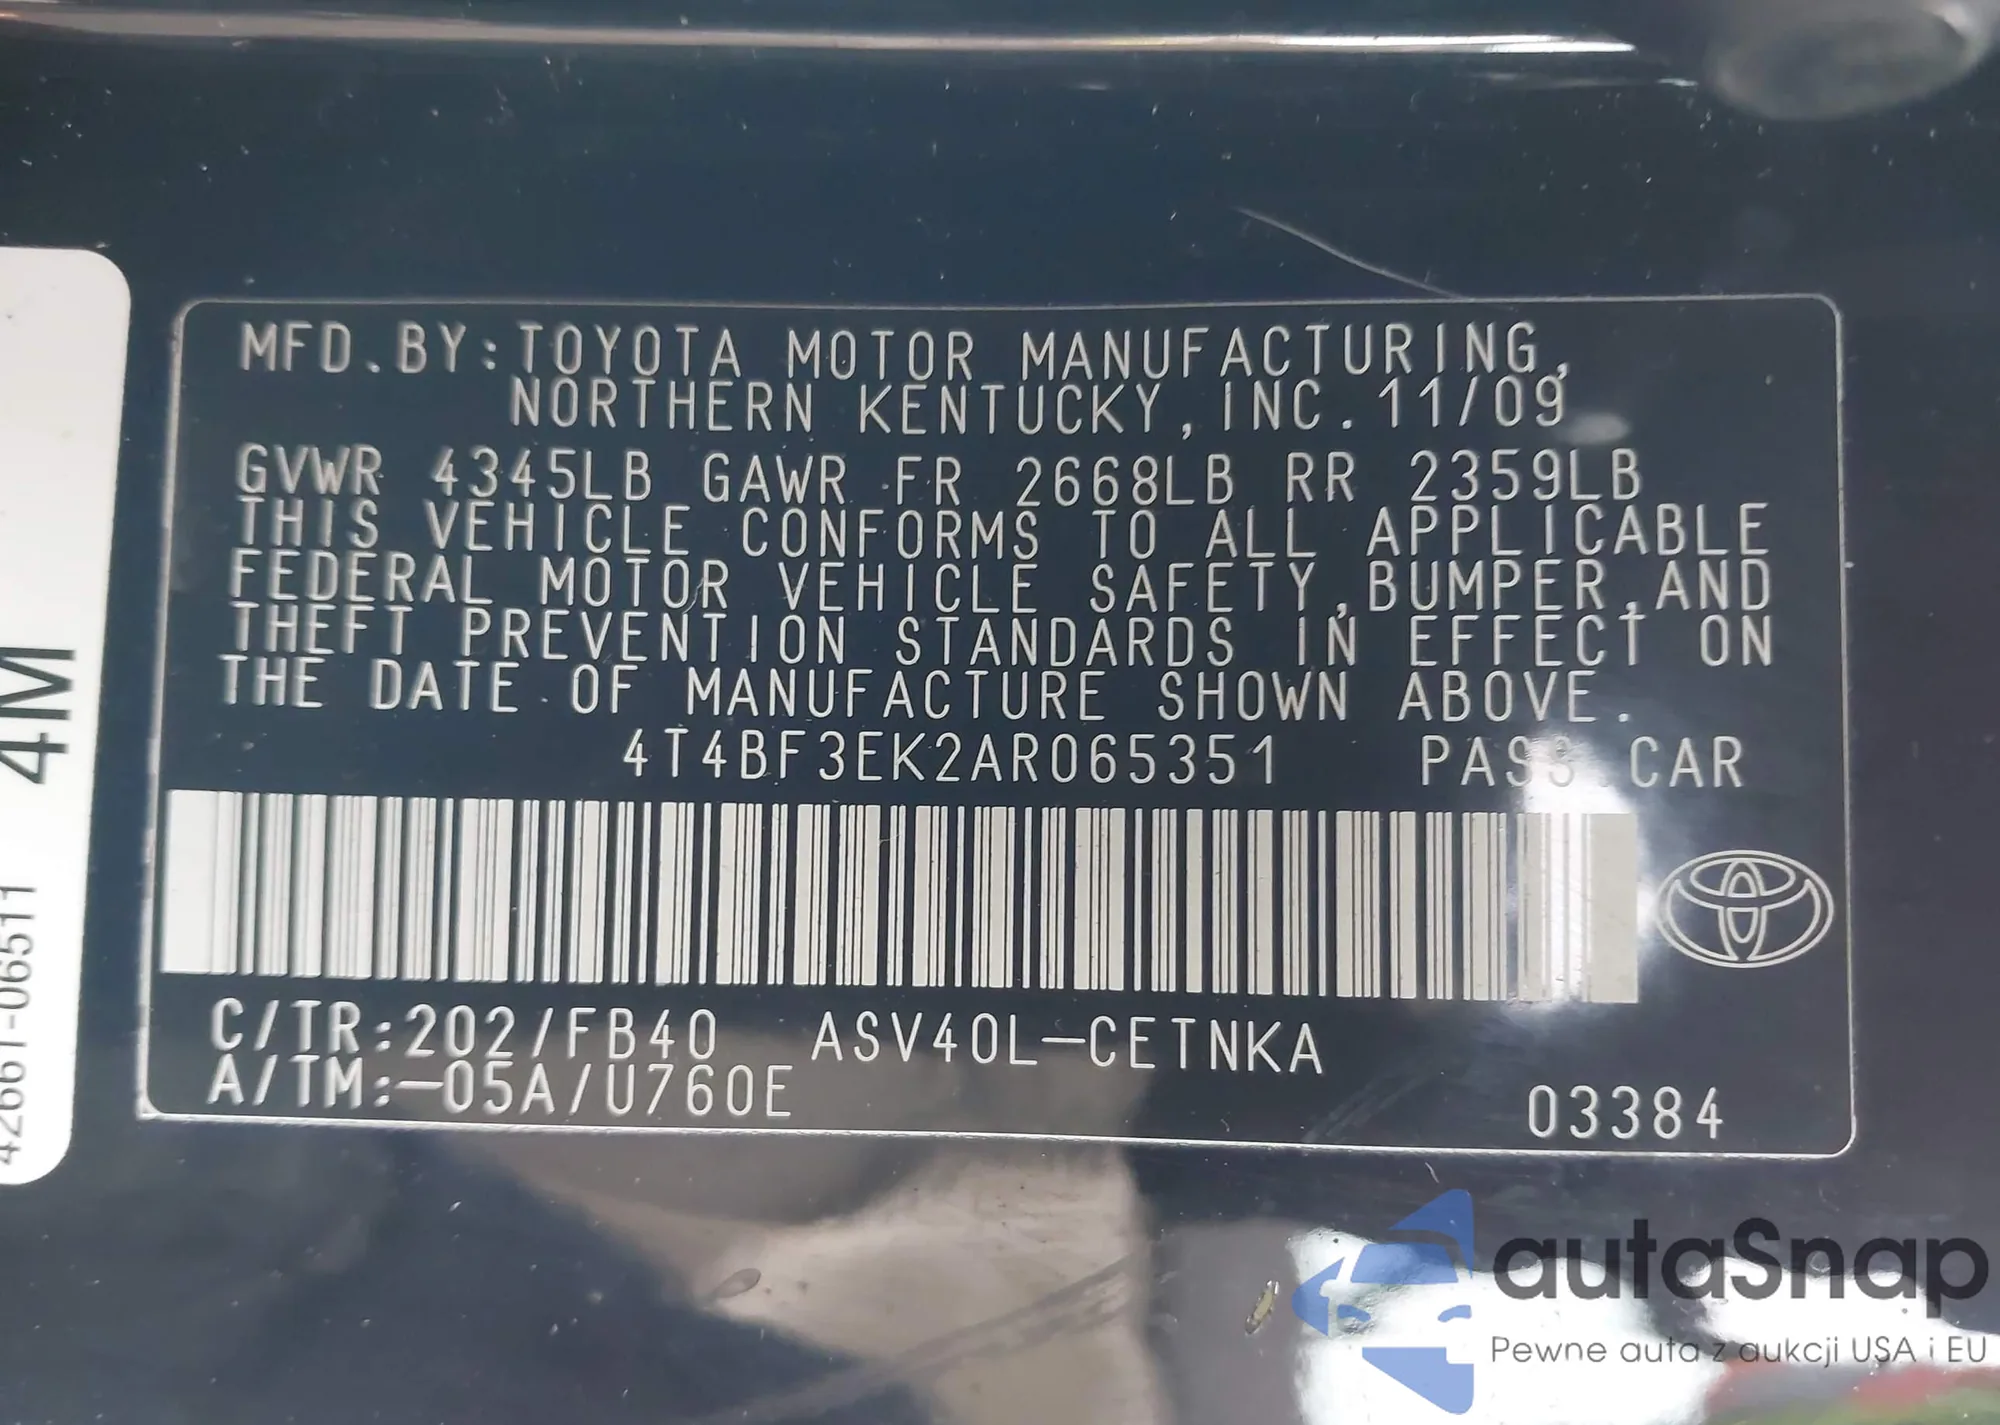 MFD.BY:TOYOTA MOTOR MANUFACTURING,
NORTHERN KENTUCKY,INC.11/09
GVWR 4345LB GAWR FR 2668LB RR 2359LB
THIS VEHICLE CONFORMS TO ALL APPLICABLE
FEDERAL MOTOR VEHICLE SAFETY,BUMPER,AND
THEFT PREVENTION STANDARDS IN EFFECT ON
THE DATE OF MANUFACTURE SHOWN ABOVE.
4T4BF3EK2AR065351 PASS.CAR
C/TR:202/FB40 ASV40L-CETNKA
A/TM:-05A/U760E
03384
4M
42661-06511
autaSnap
Pewne auta z aukcji USA i EU